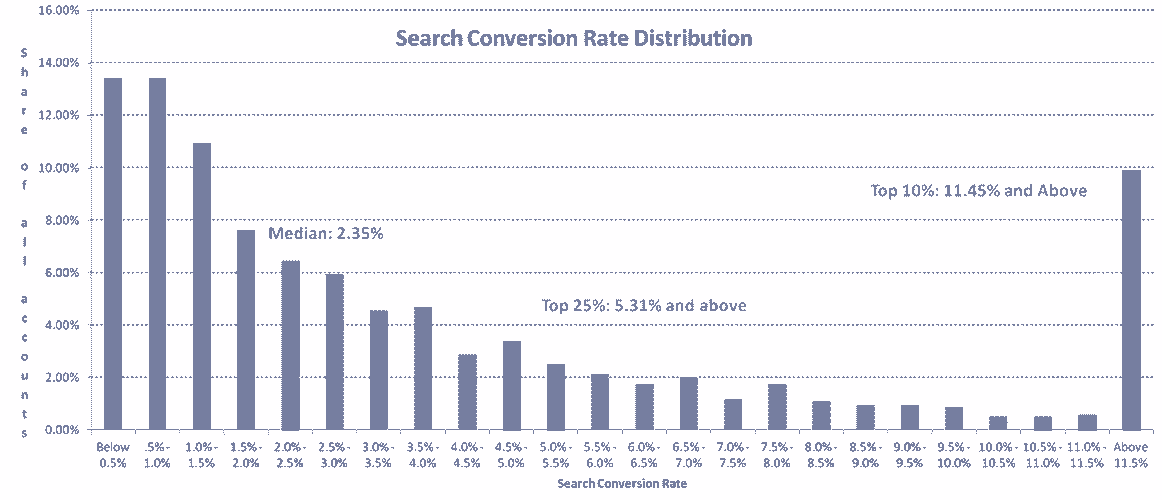 Search Conversion Rate Distribution
Share of all accounts
16.00%
14.00%
12.00%
10.00%
8.00%
6.00%
4.00%
2.00%
0.00%
Top 10%: 11.45% and Above
Median: 2.35%
Top 25%: 5.31% and above
Below 0.5%
.5% - 1.0%
1.0% - 1.5%
1.5% - 2.0%
2.0% - 2.5%
2.5% - 3.0%
3.0% - 3.5%
3.5% - 4.0%
4.0% - 4.5%
4.5% - 5.0%
5.0% - 5.5%
5.5% - 6.0%
6.0% - 6.5%
6.5% - 7.0%
7.0% - 7.5%
7.5% - 8.0%
8.0% - 8.5%
8.5% - 9.0%
9.0% - 9.5%
9.5% - 10.0%
10.0% - 10.5%
10.5% - 11.0%
11.0% - 11.5%
Above 11.5%
Search Conversion Rate